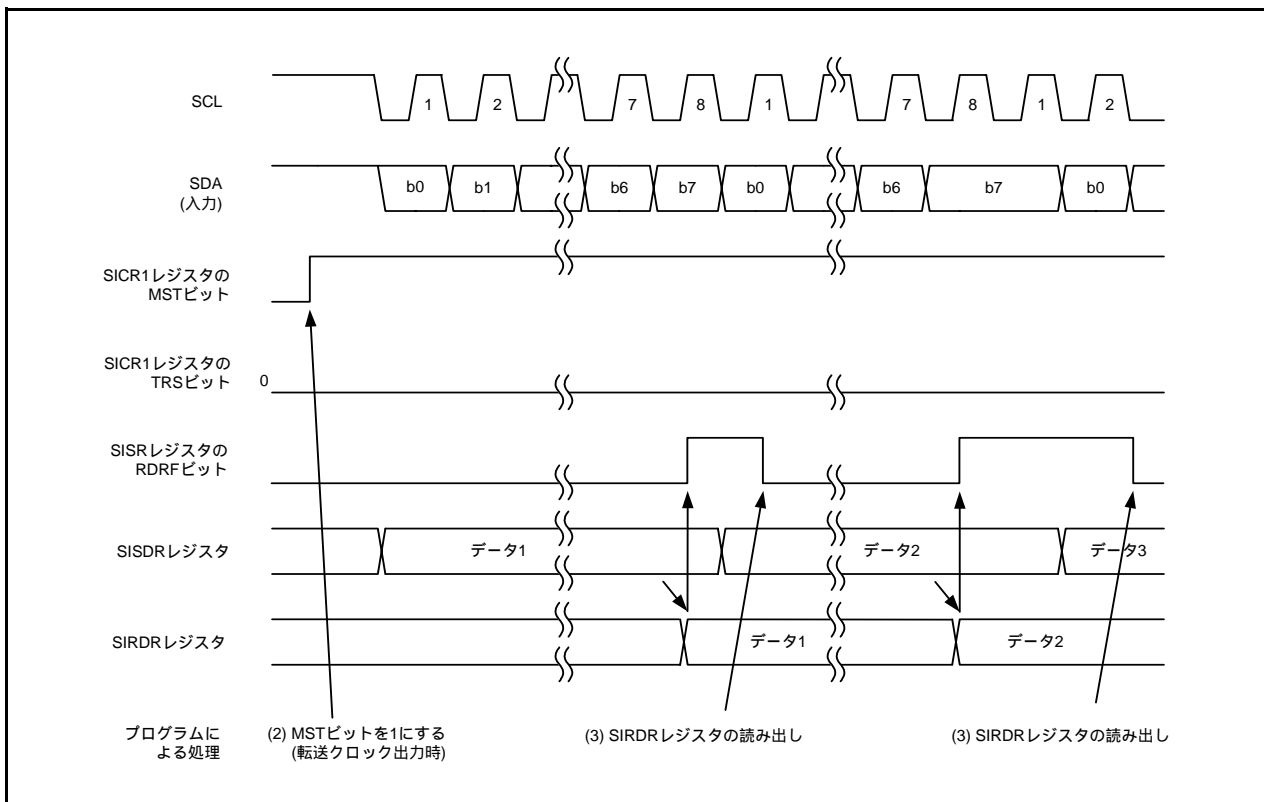 SCL
1 2 7 8 1 7 8 1 2
SDA
(入力)
b0 b1 b6 b7 b0 b6 b7 b0
SICR1レジスタの
MSTビット
SICR1レジスタの
TRSビット
0
SISRレジスタの
RDRFビット
SISDRレジスタ
データ1 データ2 データ3
SIRDRレジスタ
データ1 データ2
プログラムに
よる処理
(2) MSTビットを1にする
(転送クロック出力時)
(3) SIRDRレジスタの読み出し
(3) SIRDRレジスタの読み出し